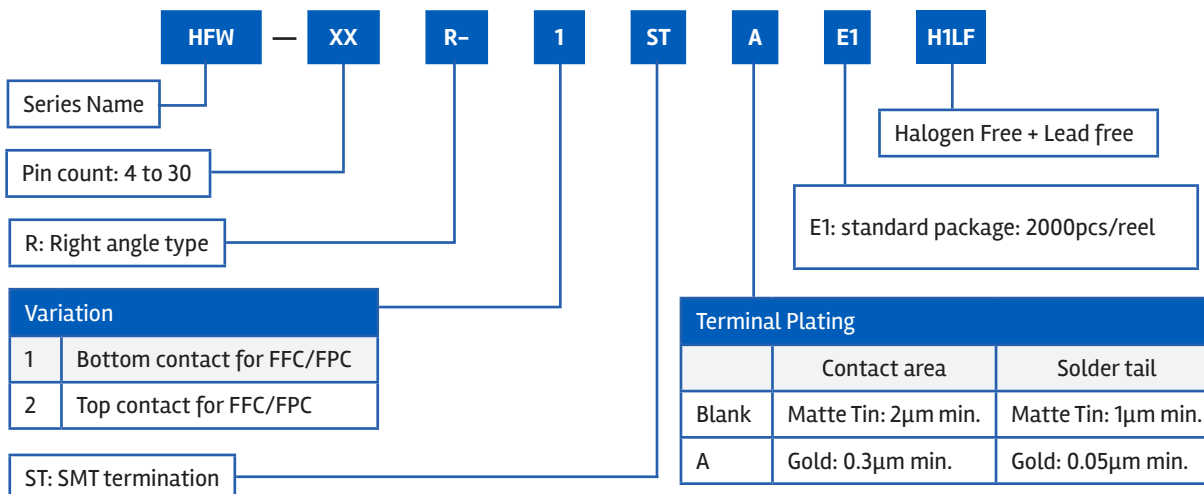 HFW — XX R– 1 ST A E1 H1LF
Series Name
Halogen Free + Lead free
Pin count: 4 to 30
E1: standard package: 2000pcs/reel
R: Right angle type
Variation
1 Bottom contact for FFC/FPC
2 Top contact for FFC/FPC
Terminal Plating
Contact area Solder tail
Blank Matte Tin: 2µm min. Matte Tin: 1µm min.
A Gold: 0.3µm min. Gold: 0.05µm min.
ST: SMT termination